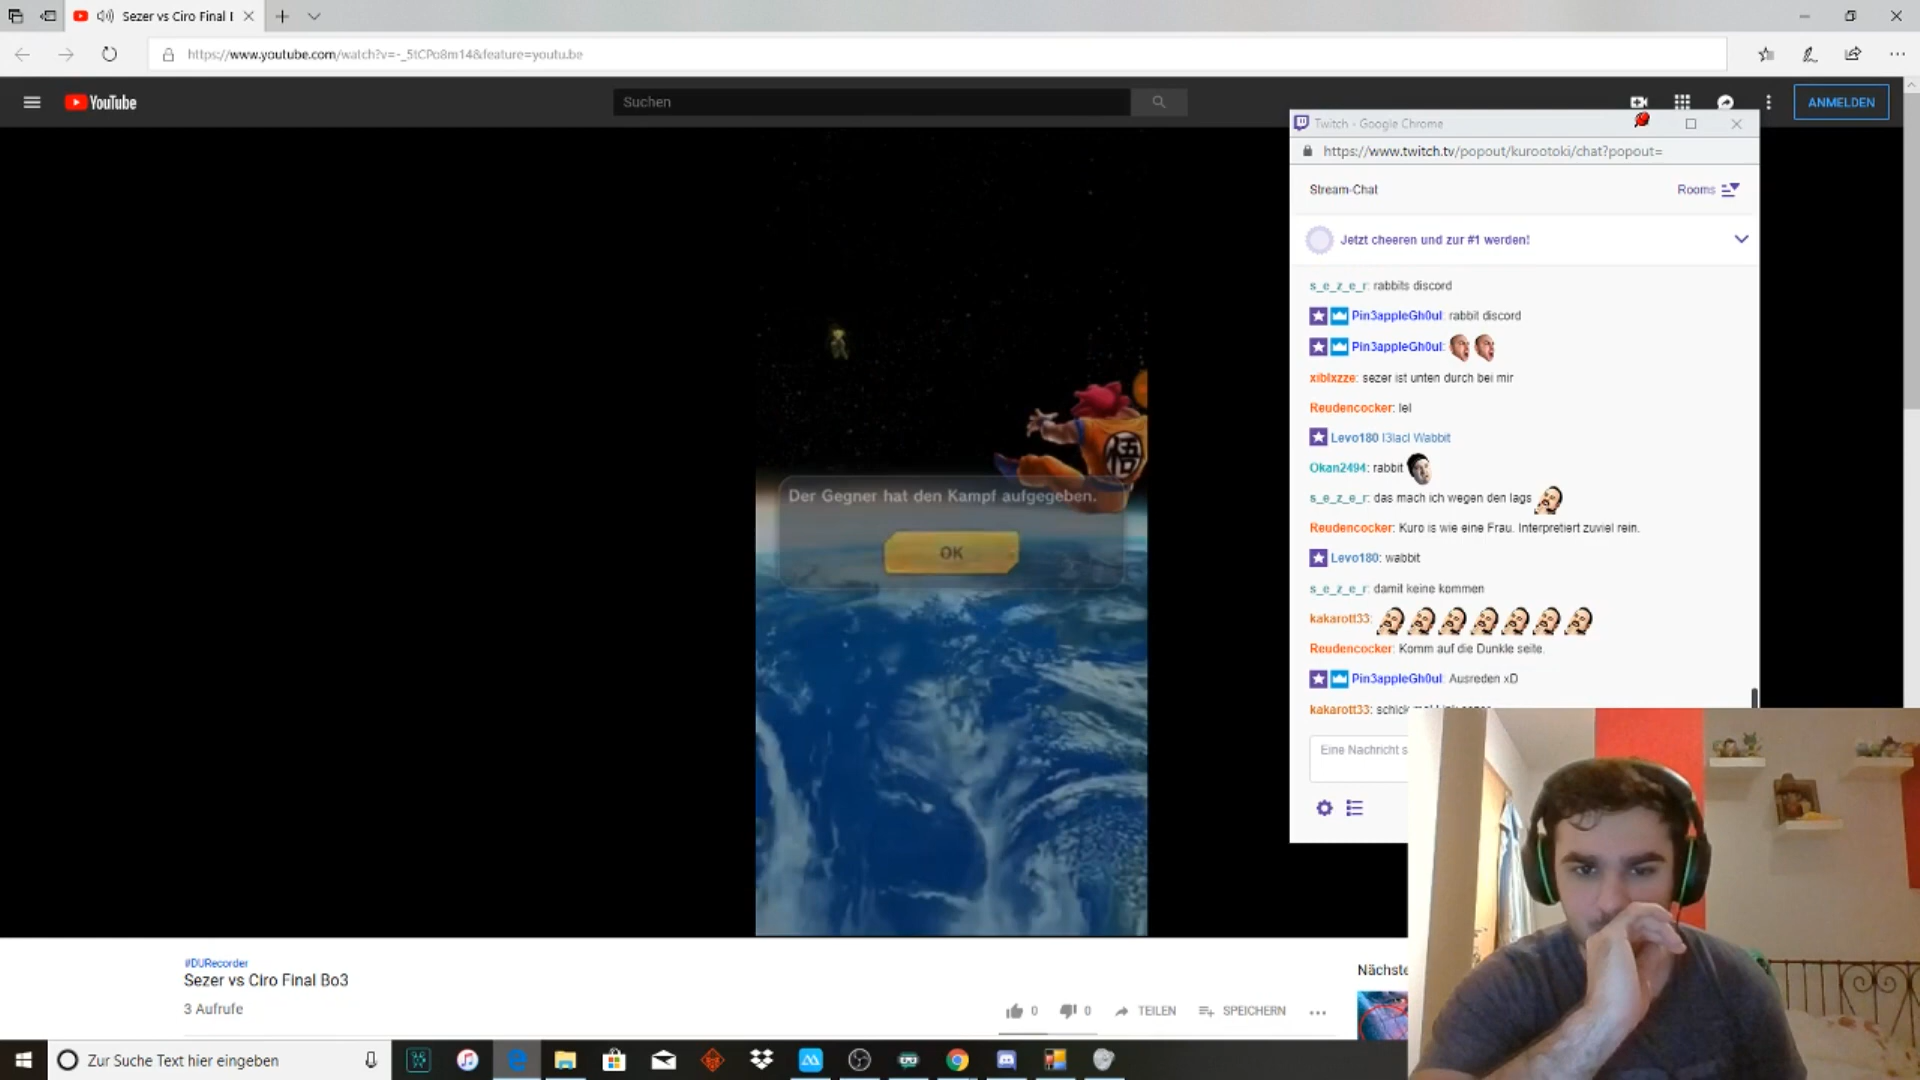 Sezer vs Ciro Final B
https://www.youtube.com/watch?v=-_5tCPo8m14&feature=youtu.be
YouTube
Suchen
ANMELDEN
Twitch - Google Chrome
https://www.twitch.tv/popout/kurootoki/chat?popout=
Stream-Chat
Rooms
Jetzt cheeren und zur #1 werden!
s_e_z_e_r: rabbits discord
Pin3appleGh0ul: rabbit discord
Pin3appleGh0ul:
xiblxzze: sezer ist unten durch bei mir
Reudencocker: lel
Levo180 l3lacl Wabbit
Okan2494: rabbit
s_e_z_e_r: das mach ich wegen den lags
Reudencocker: Kuro is wie eine Frau. Interpretiert zuviel rein.
Levo180: wabbit
s_e_z_e_r: damit keine kommen
kakarott33:
Reudencocker: Komm auf die Dunkle seite.
Pin3appleGh0ul: Ausreden xD
kakarott33: schick
Eine Nachricht s
悟
Der Gegner hat den Kampf aufgegeben.
OK
#DURecorder
Sezer vs Ciro Final Bo3
3 Aufrufe
0
0
TEILEN
SPEICHERN
Nächste
Zur Suche Text hier eingeben